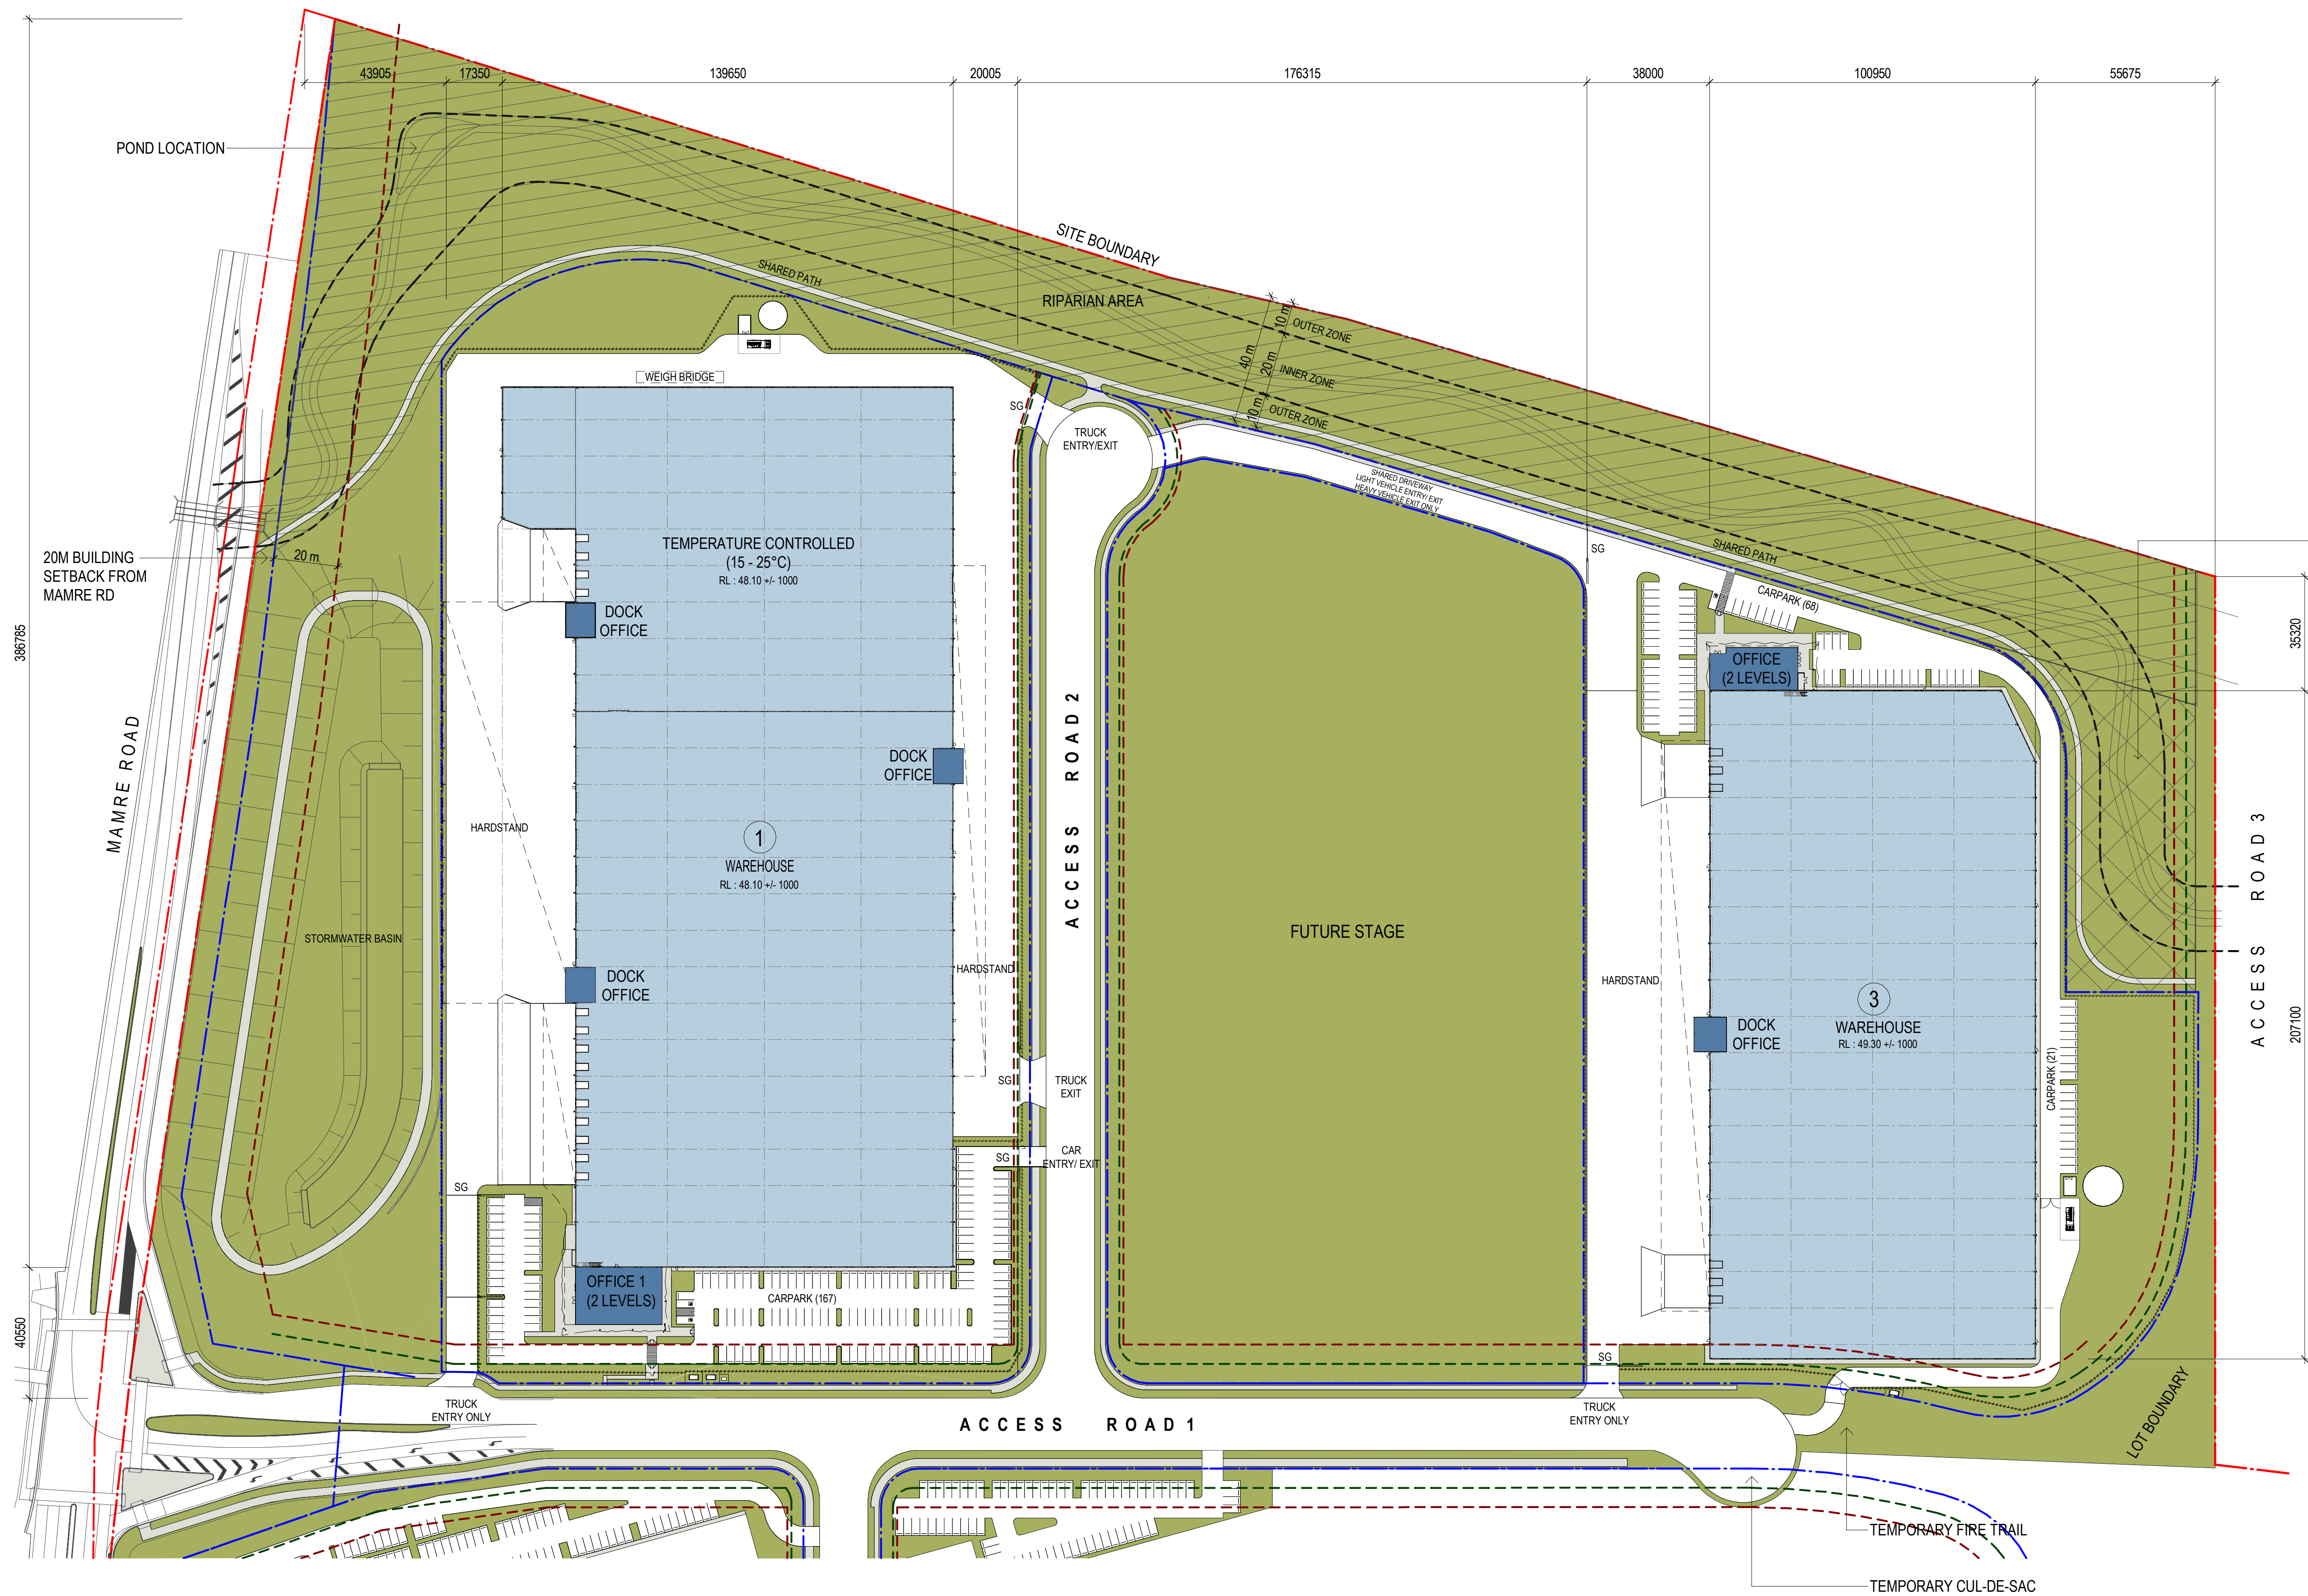 43905
17350
139650
20005
176315
38000
100950
55675
POND LOCATION
SITE BOUNDARY
SHARED PATH
RIPARIAN AREA
10 m
OUTER ZONE
40 m
20 m
INNER ZONE
10 m
OUTER ZONE
WEIGH BRIDGE
SG
TRUCK
ENTRY/EXIT
SHARED DRIVEWAY
LIGHT VEHICLE ENTRY/ EXIT
HEAVY VEHICLE EXIT ONLY
20M BUILDING
SETBACK FROM
MAMRE RD
20 m
TEMPERATURE CONTROLLED
(15 - 25°C)
RL : 48.10 +/- 1000
SG
SHARED PATH
CARPARK (68)
DOCK
OFFICE
386785
35320
OFFICE
(2 LEVELS)
MAMRE ROAD
ACCESS ROAD 2
DOCK
OFFICE
HARDSTAND
1
WAREHOUSE
RL : 48.10 +/- 1000
ACCESS ROAD 3
STORMWATER BASIN
FUTURE STAGE
HARDSTAND
DOCK
OFFICE
HARDSTAND
3
WAREHOUSE
RL : 49.30 +/- 1000
DOCK
OFFICE
207100
CARPARK (21)
SG
TRUCK
EXIT
CAR
ENTRY/ EXIT
SG
SG
OFFICE 1
(2 LEVELS)
CARPARK (167)
40550
SG
TRUCK
ENTRY ONLY
ACCESS ROAD 1
TRUCK
ENTRY ONLY
LOT BOUNDARY
TEMPORARY FIRE TRAIL
TEMPORARY CUL-DE-SAC